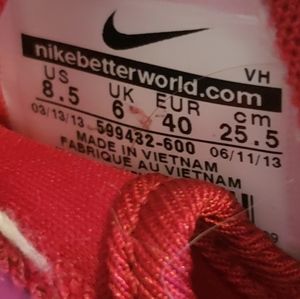 nikebetterworld.com
VH
US UK EUR cm
8.5 6 40 25.5
03/13/13 06/11/13
599432-600
MADE IN VIETNAM
FABRIQUE AU VIETNAM